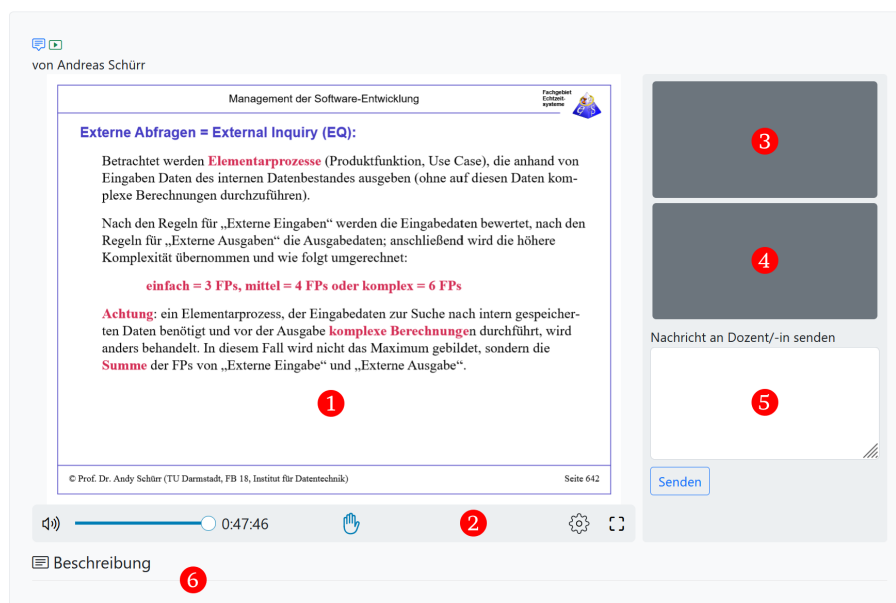 von Andreas Schürr
Management der Software-Entwicklung
Fachgebiet
Echtzeit-
systeme
Externe Abfragen = External Inquiry (EQ):
Betrachtet werden Elementarprozesse (Produktfunktion, Use Case), die anhand von
Eingaben Daten des internen Datenbestandes ausgeben (ohne auf diesen Daten kom-
plexe Berechnungen durchzuführen).
Nach den Regeln für „Externe Eingaben“ werden die Eingabedaten bewertet, nach den
Regeln für „Externe Ausgaben“ die Ausgabedaten; anschließend wird die höhere
Komplexität übernommen und wie folgt umgerechnet:
einfach = 3 FPs, mittel = 4 FPs oder komplex = 6 FPs
Achtung: ein Elementarprozess, der Eingabedaten zur Suche nach intern gespeicher-
ten Daten benötigt und vor der Ausgabe komplexe Berechnungen durchführt, wird
anders behandelt. In diesem Fall wird nicht das Maximum gebildet, sondern die
Summe der FPs von „Externe Eingabe“ und „Externe Ausgabe“.
1
© Prof. Dr. Andy Schürr (TU Darmstadt, FB 18, Institut für Datentechnik)
Seite 642
0:47:46
2
3
4
Nachricht an Dozent/-in senden
5
Senden
Beschreibung
6